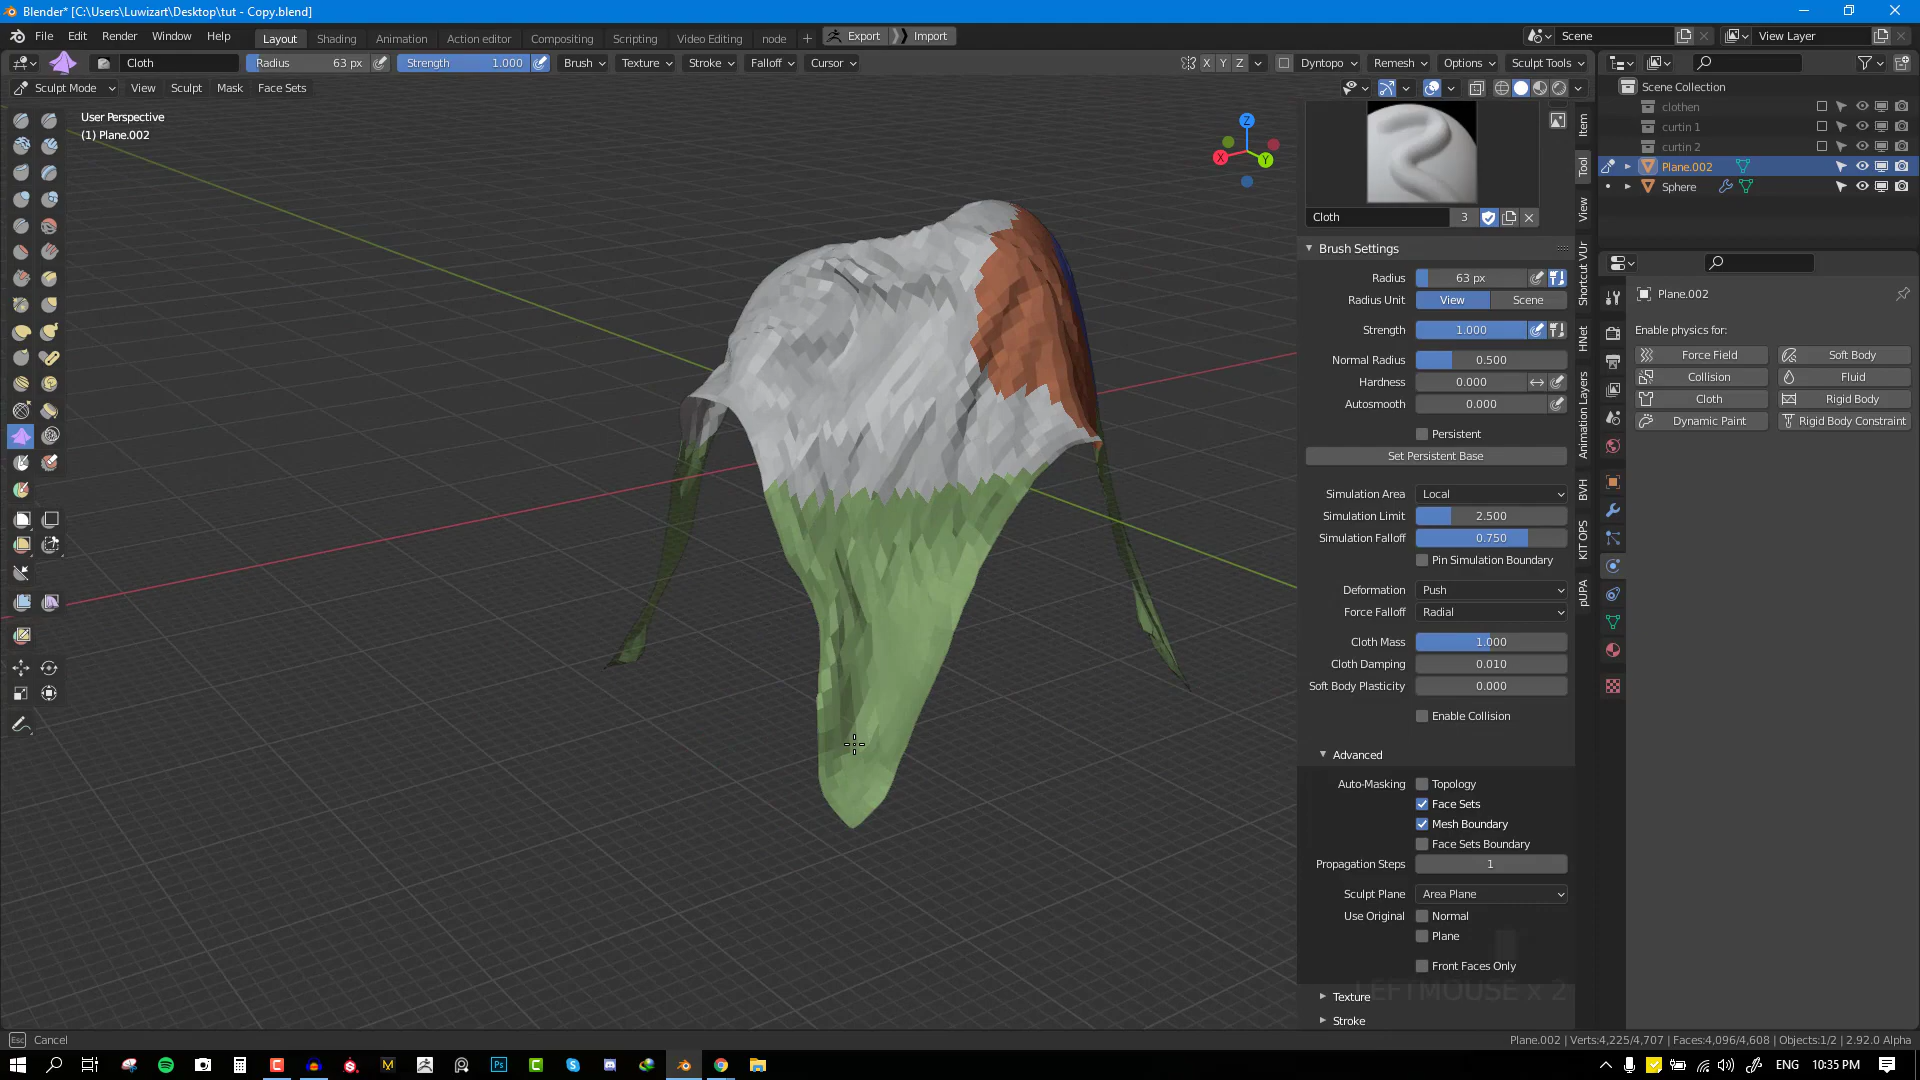 Blender* [C:\Users\Luwizart\Desktop\tut - Copy.blend]
File Edit Render Window Help Layout Shading Animation Action editor Compositing Scripting Video Editing node + Export Import Scene View Layer
Cloth Radius 63 px Strength 1.000 Brush Texture Stroke Falloff Cursor X Y Z Dyntopo Remesh Options Sculpt Tools
Sculpt Mode View Sculpt Mask Face Sets
User Perspective
(1) Plane.002
Z
X Y
Cloth 3
Brush Settings
Radius 63 px
Radius Unit View Scene
Strength 1.000
Normal Radius 0.500
Hardness 0.000
Autosmooth 0.000
Persistent
Set Persistent Base
Simulation Area Local
Simulation Limit 2.500
Simulation Falloff 0.750
Pin Simulation Boundary
Deformation Push
Force Falloff Radial
Cloth Mass 1.000
Cloth Damping 0.010
Soft Body Plasticity 0.000
Enable Collision
Advanced
Auto-Masking Topology
Face Sets
Mesh Boundary
Face Sets Boundary
Propagation Steps 1
Sculpt Plane Area Plane
Use Original Normal
Plane
Front Faces Only
LEFTMOUSE x 2
Texture
Stroke
Item
Tool
View
Shortcut VUr
HNet
Animation Layers
BVH
KIT OPS
pUPA
Scene Collection
clothen
curtin 1
curtin 2
Plane.002
Sphere
Plane.002
Enable physics for:
Force Field Soft Body
Collision Fluid
Cloth Rigid Body
Dynamic Paint Rigid Body Constraint
Esc Cancel
Plane.002 | Verts:4,225/4,707 | Faces:4,096/4,608 | Objects:1/2 | 2.92.0 Alpha
ENG 10:35 PM